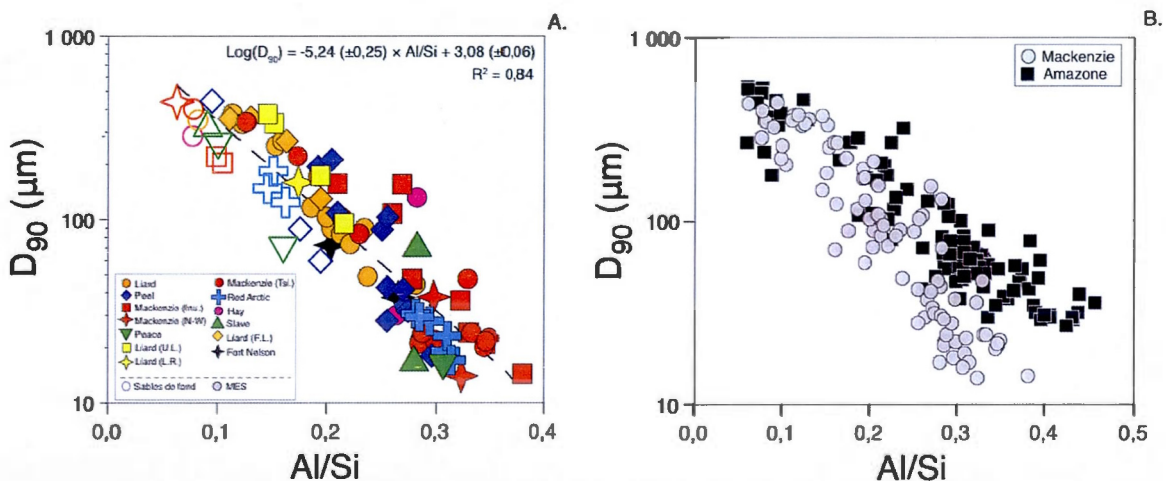 A.
1 000
Log(D90) = -5,24 (±0,25) × Al/Si + 3,08 (±0,06)
R² = 0,84
D90 (µm)
100
10
Liard
Peel
Mackenzie (Inu.)
Mackenzie (N-W)
Peace
Liard (U.L.)
Liard (L.R.)
Mackenzie (Tsi.)
Red Arctic
Hay
Slave
Liard (F.L.)
Fort Nelson
Sables de fond
MES
0,0 0,1 0,2 0,3 0,4
Al/Si
B.
1 000
Mackenzie
Amazone
D90 (µm)
100
10
0,0 0,1 0,2 0,3 0,4 0,5
Al/Si